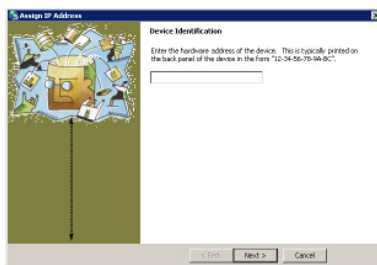 Assign IP Address
Device Identification
Enter the hardware address of the device. This is typically printed on
the back panel of the device in the form "12-34-56-78-9A-BC".
< Back
Next >
Cancel